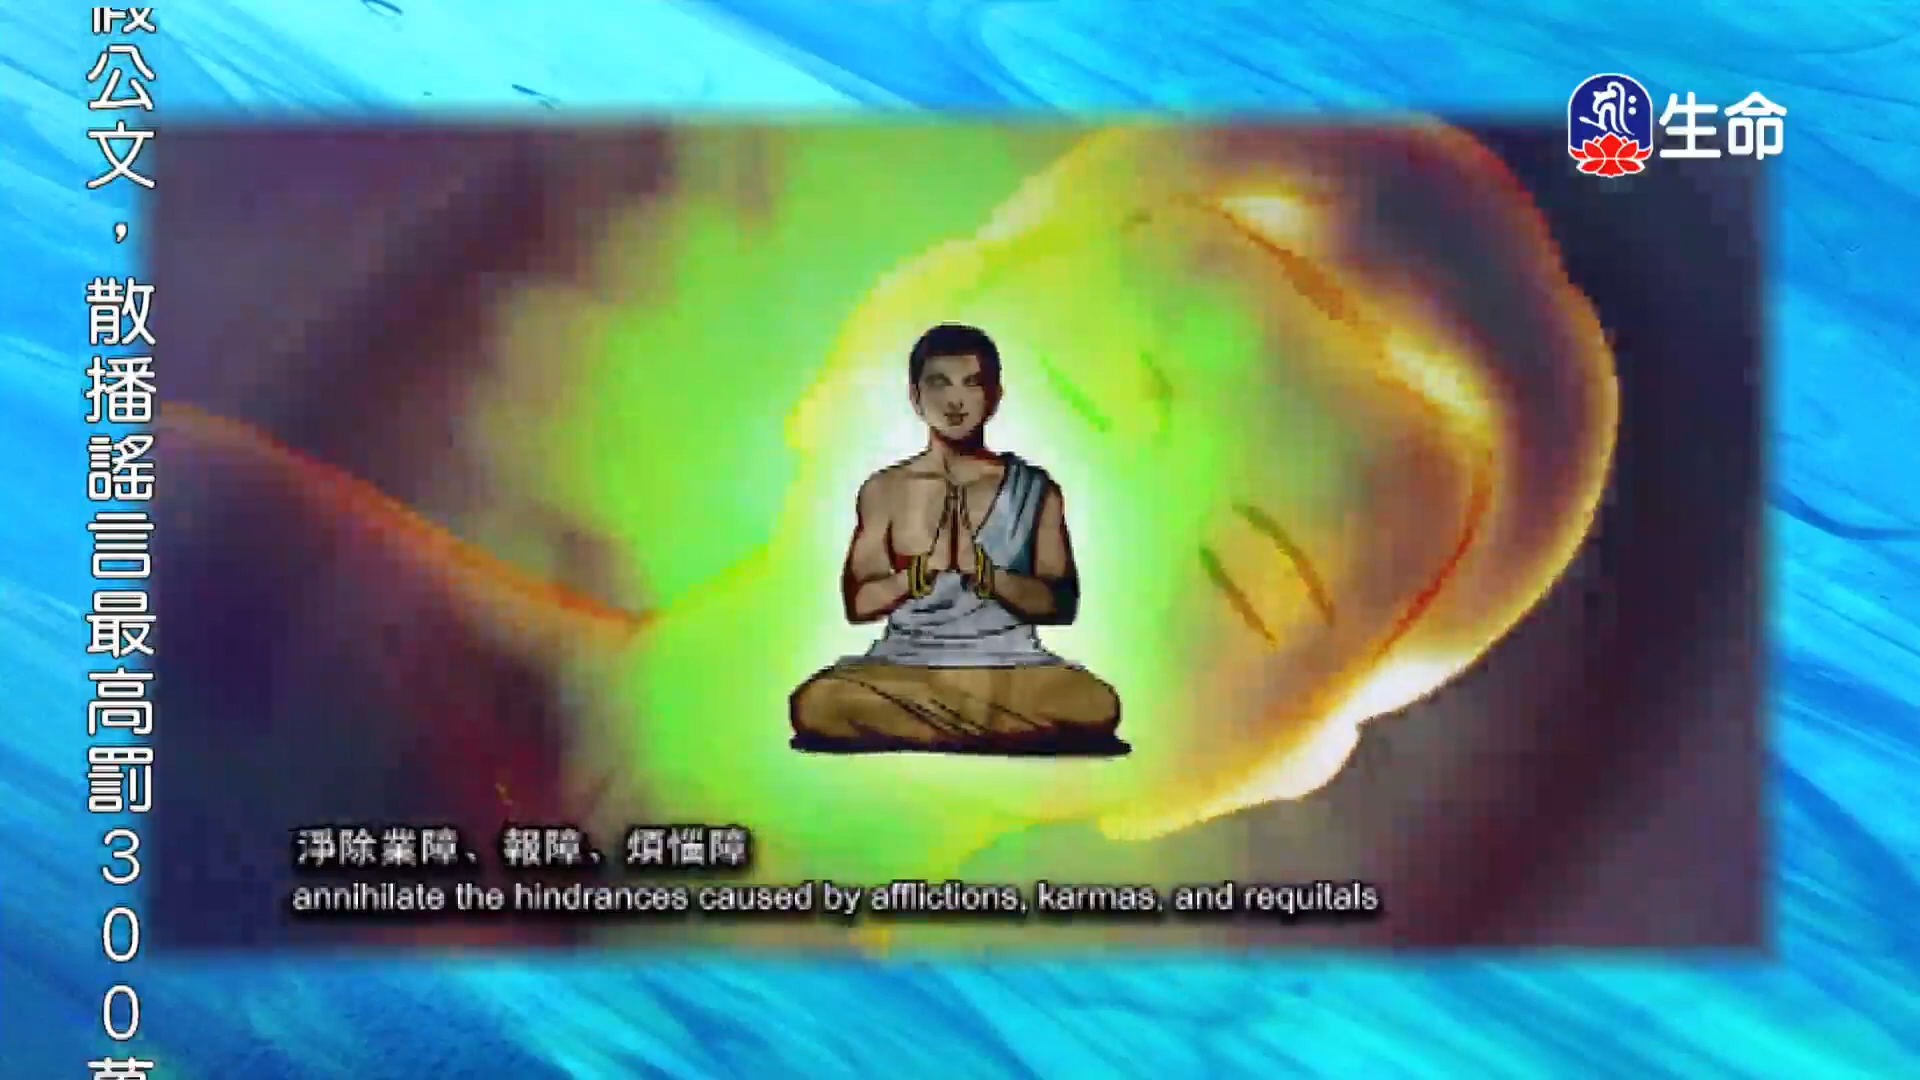 公文，散播謠言最高罰３００萬
生命
淨除業障、報障、煩惱障
annihilate the hindrances caused by afflictions, karmas, and requitals